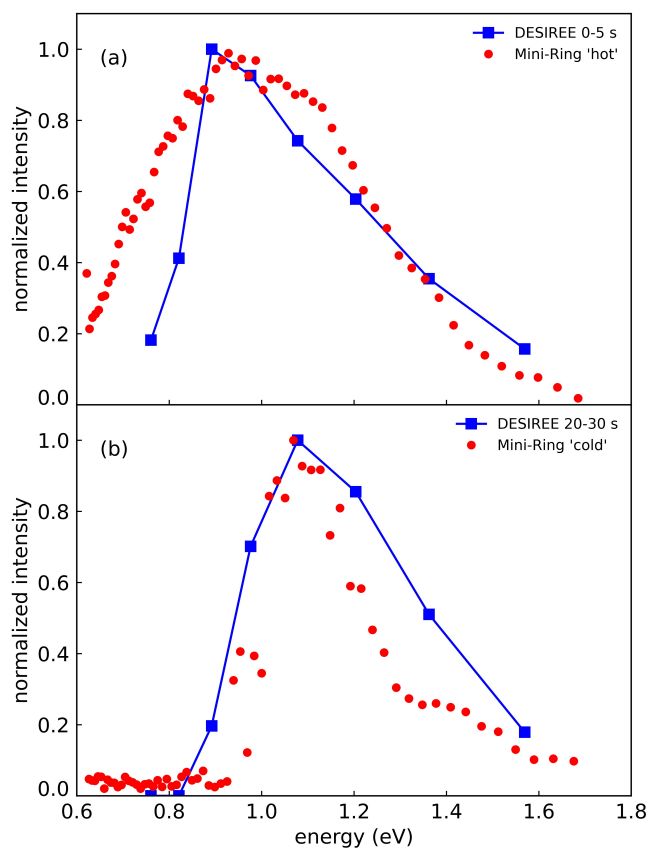 (a)
DESIREE 0-5 s
Mini-Ring 'hot'
normalized intensity
1.0
0.8
0.6
0.4
0.2
0.0
(b)
DESIREE 20-30 s
Mini-Ring 'cold'
normalized intensity
1.0
0.8
0.6
0.4
0.2
0.0
0.6 0.8 1.0 1.2 1.4 1.6 1.8
energy (eV)